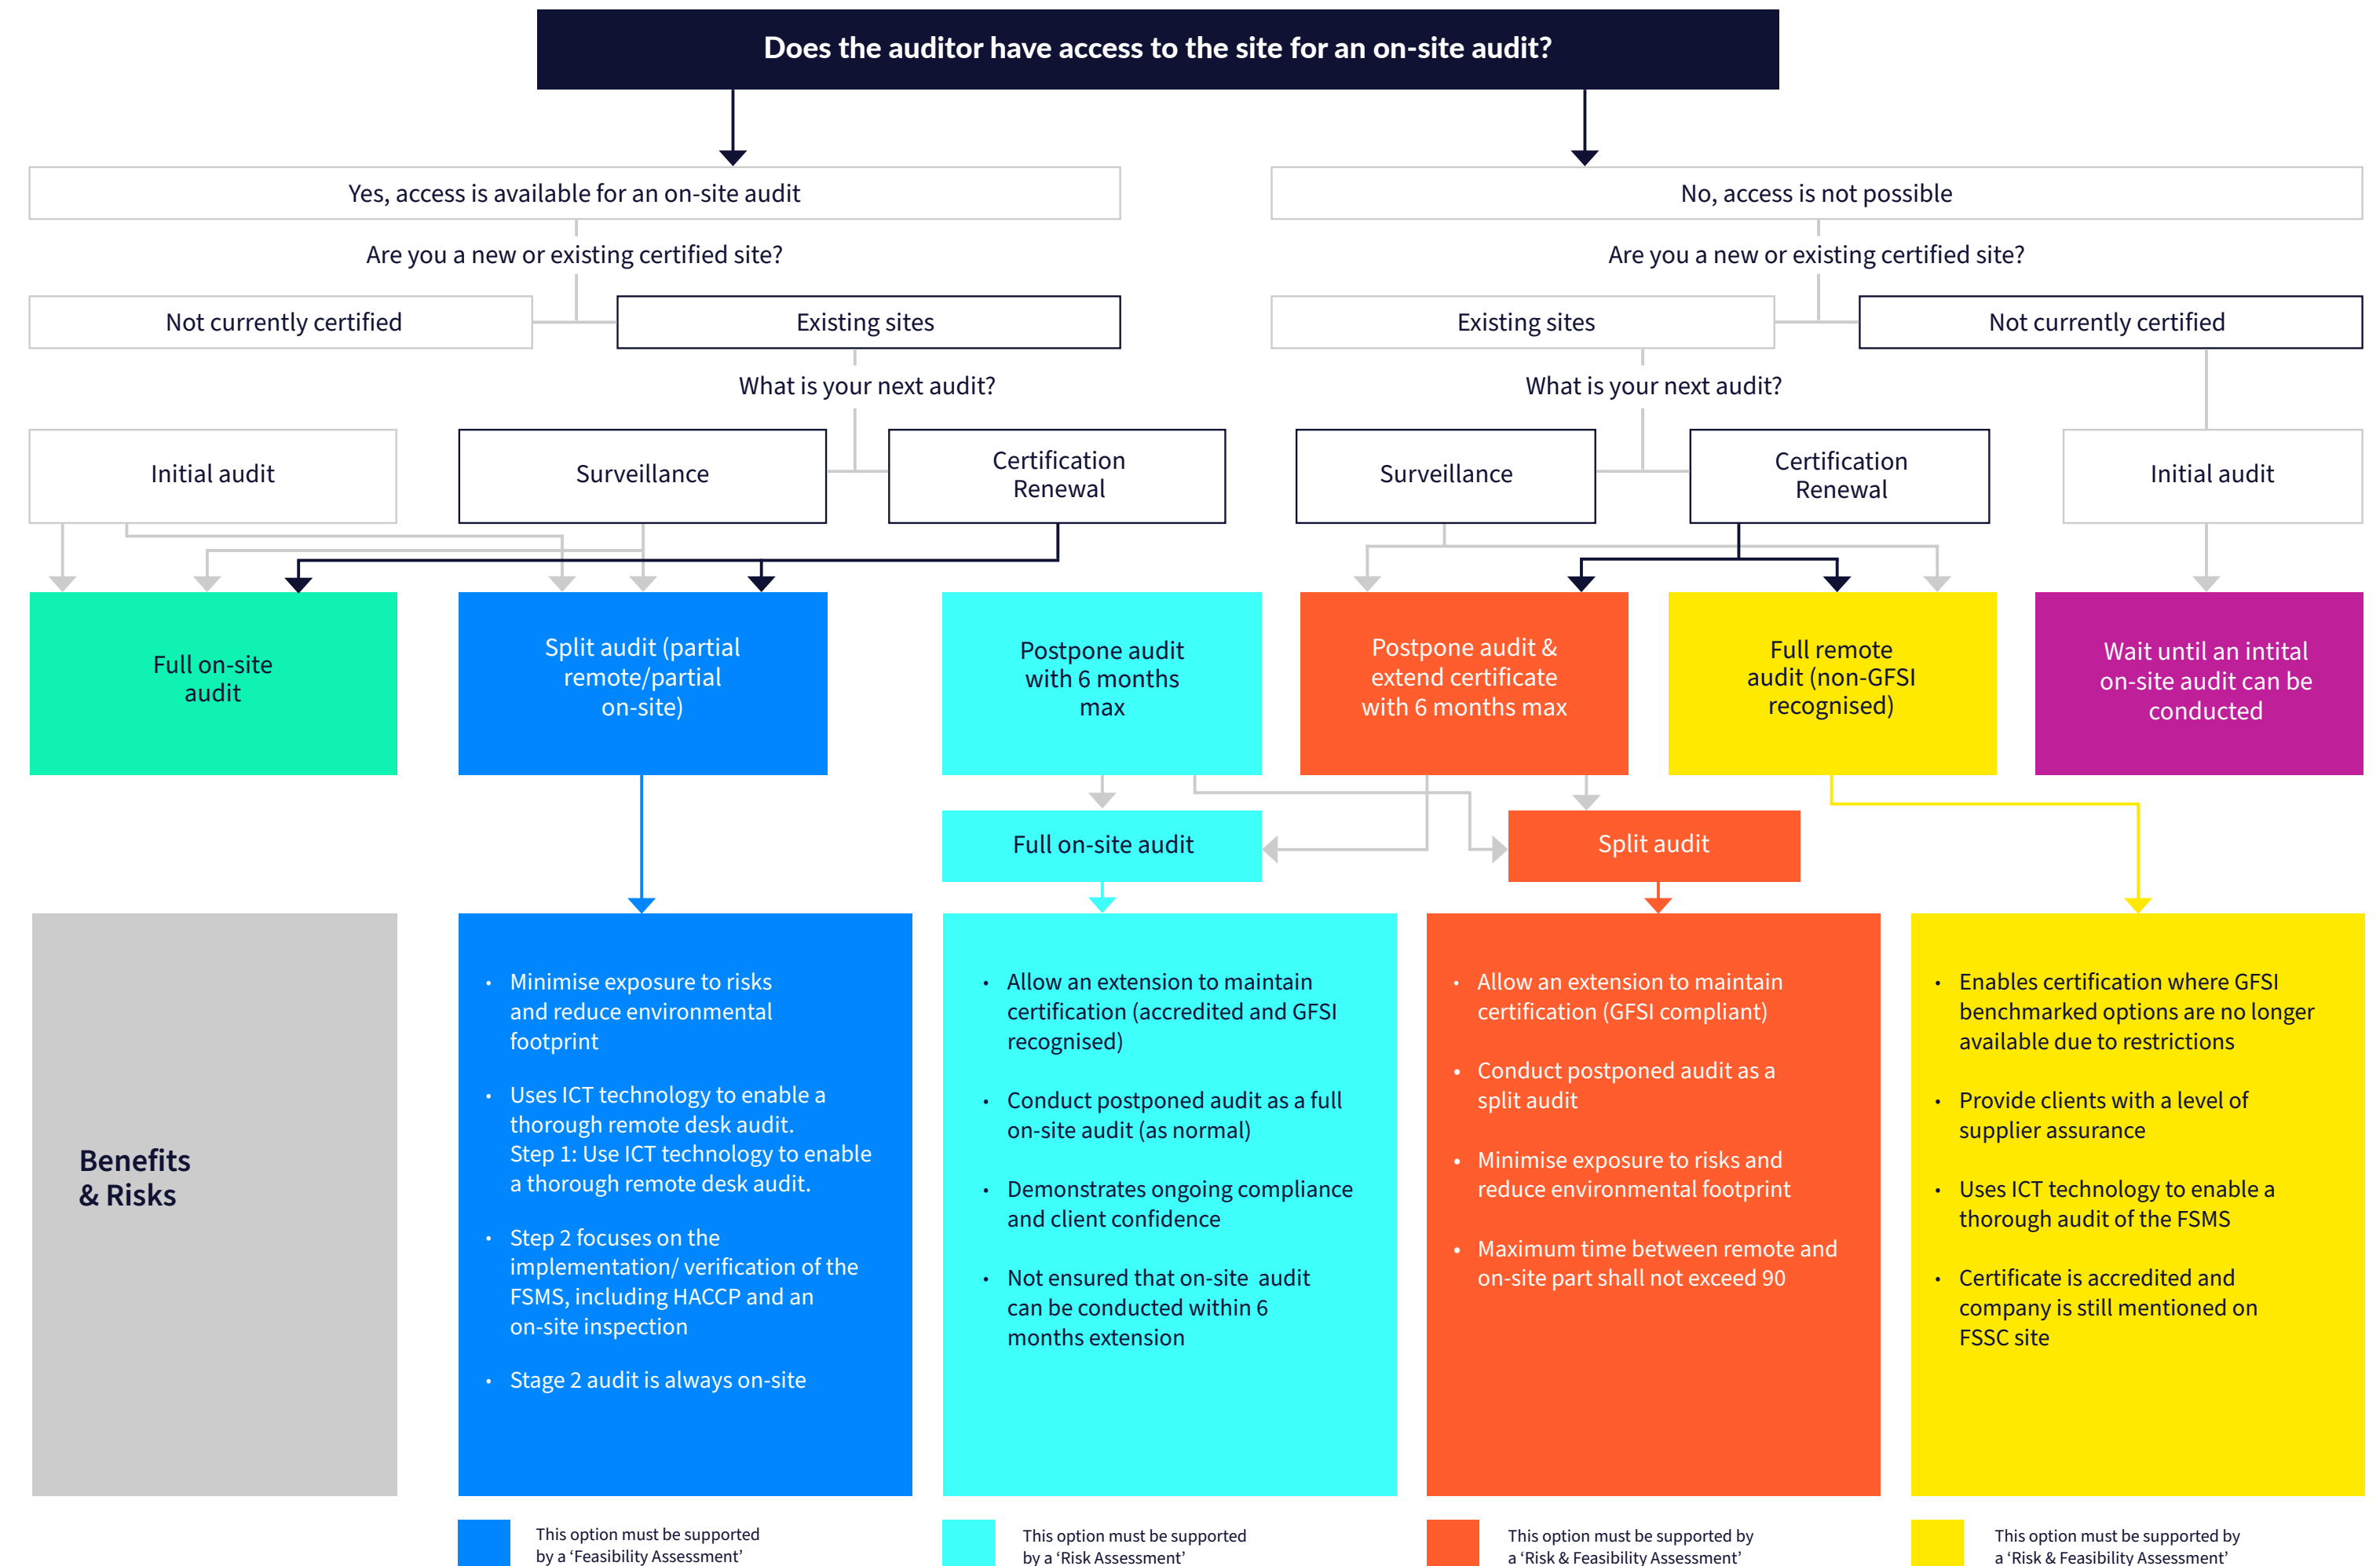 Does the auditor have access to the site for an on-site audit?
Yes, access is available for an on-site audit
No, access is not possible
Are you a new or existing certified site?
Are you a new or existing certified site?
Not currently certified
Existing sites
Existing sites
Not currently certified
What is your next audit?
What is your next audit?
Initial audit
Surveillance
Certification
Renewal
Surveillance
Certification
Renewal
Initial audit
Full on-site
audit
Split audit (partial
remote/partial
on-site)
Postpone audit
with 6 months
max
Postpone audit &
extend certificate
with 6 months max
Full remote
audit (non-GFSI
recognised)
Wait until an intital
on-site audit can be
conducted
Full on-site audit
Split audit
Benefits
& Risks
• Minimise exposure to risks
and reduce environmental
footprint
• Uses ICT technology to enable a
thorough remote desk audit.
Step 1: Use ICT technology to enable
a thorough remote desk audit.
• Step 2 focuses on the
implementation/ verification of the
FSMS, including HACCP and an
on-site inspection
• Stage 2 audit is always on-site
• Allow an extension to maintain
certification (accredited and GFSI
recognised)
• Conduct postponed audit as a full
on-site audit (as normal)
• Demonstrates ongoing compliance
and client confidence
• Not ensured that on-site audit
can be conducted within 6
months extension
• Allow an extension to maintain
certification (GFSI compliant)
• Conduct postponed audit as a
split audit
• Minimise exposure to risks and
reduce environmental footprint
• Maximum time between remote and
on-site part shall not exceed 90
• Enables certification where GFSI
benchmarked options are no longer
available due to restrictions
• Provide clients with a level of
supplier assurance
• Uses ICT technology to enable a
thorough audit of the FSMS
• Certificate is accredited and
company is still mentioned on
FSSC site
This option must be supported
by a ‘Feasibility Assessment’
This option must be supported
by a ‘Risk Assessment’
This option must be supported by
a ‘Risk & Feasibility Assessment’
This option must be supported by
a ‘Risk & Feasibility Assessment’